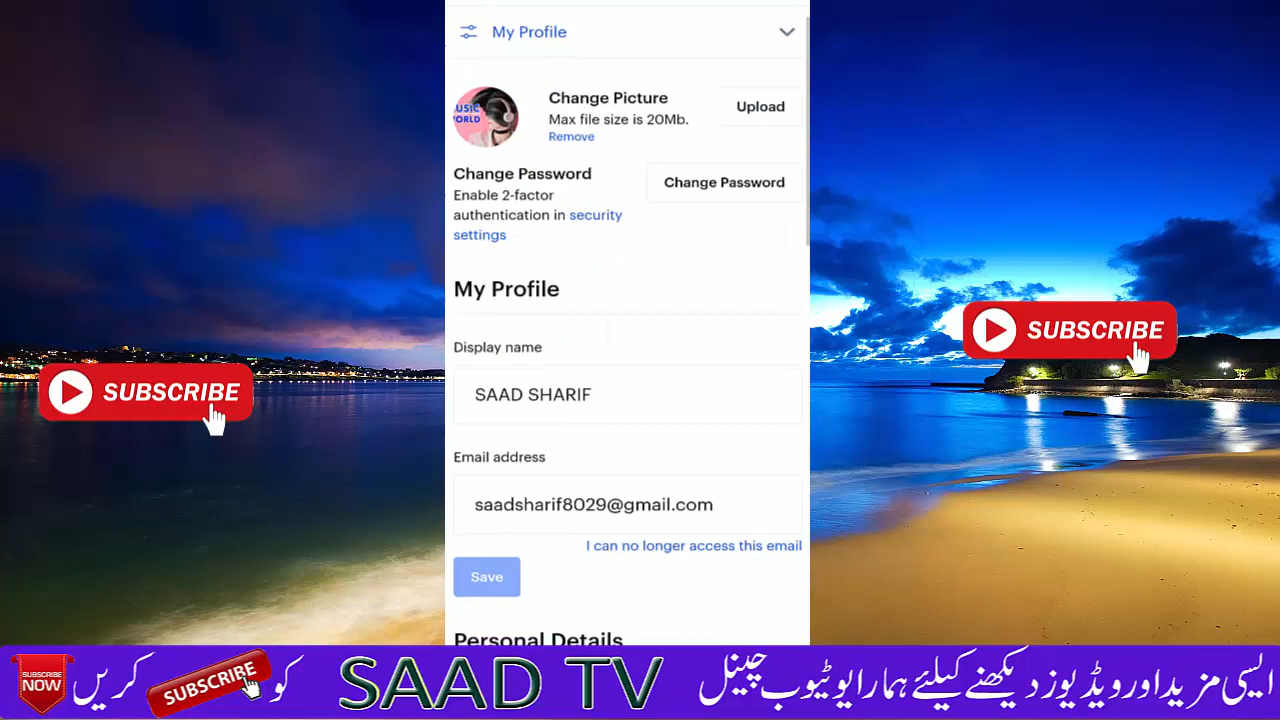 My Profile
USIC
WORLD
Change Picture
Max file size is 20Mb.
Remove
Upload
Change Password
Enable 2-factor
authentication in security
settings
Change Password
My Profile
Display name
SAAD SHARIF
Email address
saadsharif8029@gmail.com
I can no longer access this email
Save
Personal Details
SUBSCRIBE
SUBSCRIBE
ایسی مزید اور ویڈیوز دیکھنے کیلئے ہمارا یوٹیوب چینل SAAD TV کو SUBSCRIBE کریں
SUBSCRIBE
NOW